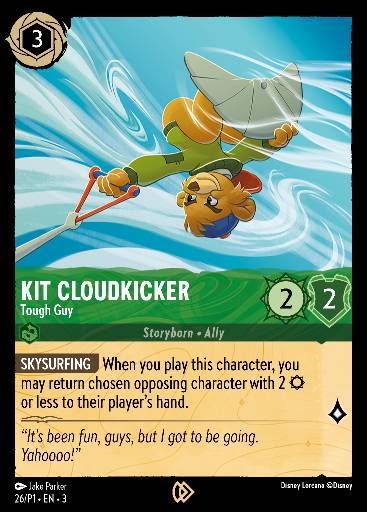 3
KIT CLOUDKICKER
Tough Guy
2
2
Storyborn • Ally
SKYSURFING When you play this character, you
may return chosen opposing character with 2
or less to their player's hand.
“It's been fun, guys, but I got to be going.
Yahoooo!”
Jake Parker
Disney Lorcana ©Disney
26/P1 • EN • 3